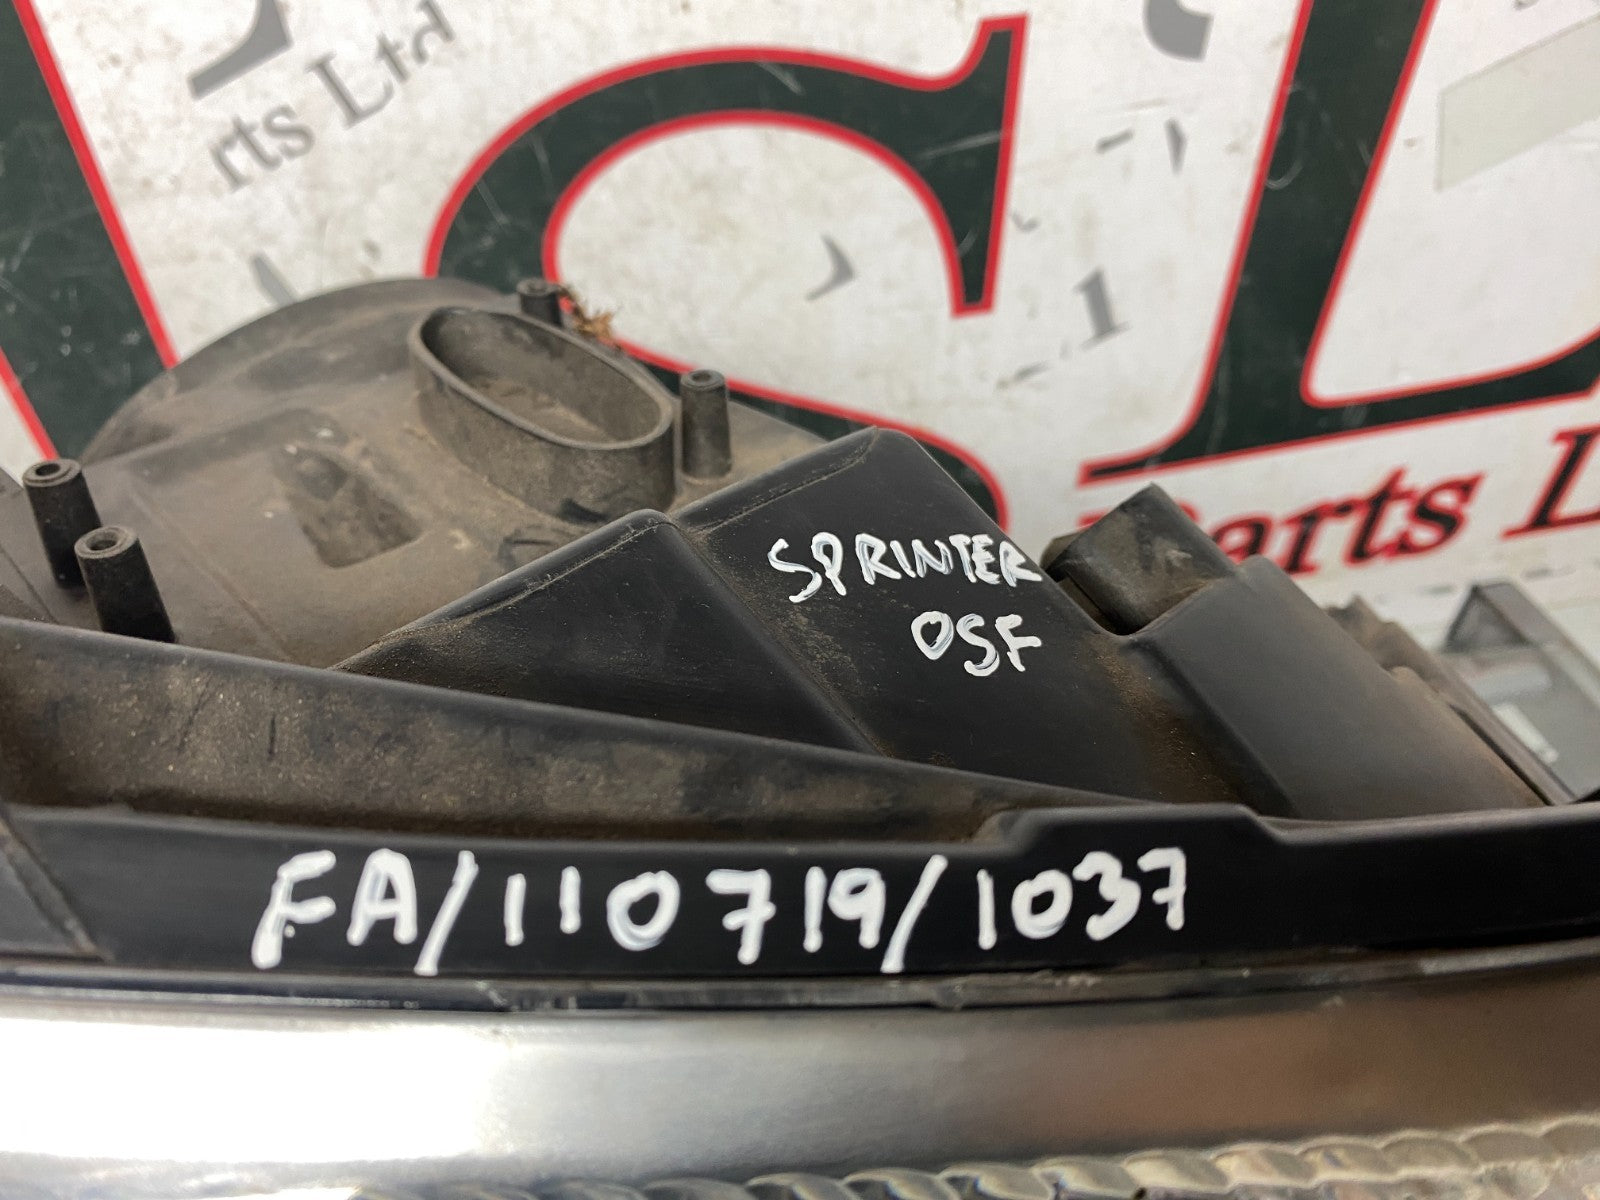 rts Ltd
Parts L
SPRINTER
OSF
FA/110719/1037